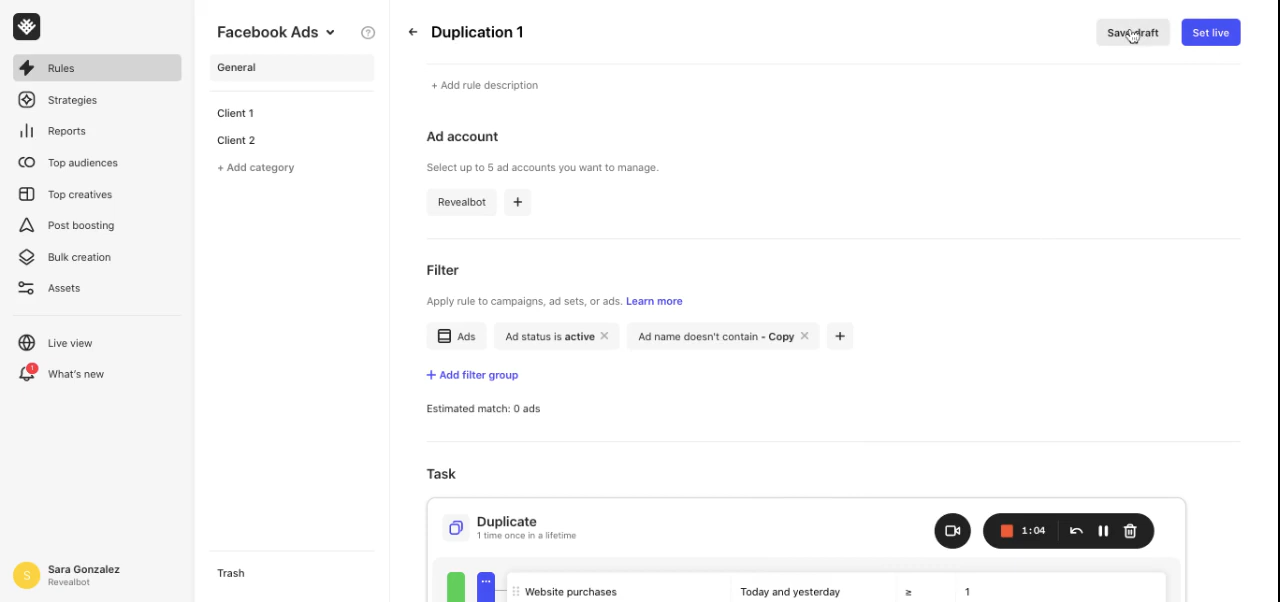 Facebook Ads
?
Duplication 1
Save draft
Set live
Rules
General
+ Add rule description
Strategies
Client 1
Reports
Ad account
Client 2
Top audiences
Select up to 5 ad accounts you want to manage.
+ Add category
Top creatives
Revealbot +
Post boosting
Bulk creation
Filter
Assets
Apply rule to campaigns, ad sets, or ads. Learn more
Ads Ad status is active × Ad name doesn't contain - Copy × +
Live view
1
What's new
+ Add filter group
Estimated match: 0 ads
Task
Duplicate
1 time once in a lifetime
1:04
S
Sara Gonzalez
Revealbot
Trash
Website purchases Today and yesterday ≥ 1